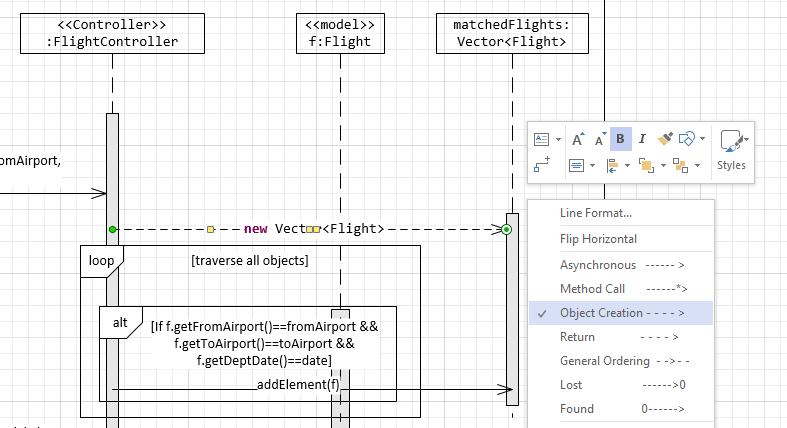 <<Controller>>
:FlightController
<<model>>
f:Flight
matchedFlights:
Vector<Flight>
omAirport,
new Vector<Flight>
loop
[traverse all objects]
alt
[If f.getFromAirport()==fromAirport &&
f.getToAirport()==toAirport &&
f.getDeptDate()==date]
addElement(f)
A
A
B
I
Styles
Line Format...
Flip Horizontal
Asynchronous ------ >
Method Call ------*>
Object Creation - - - - >
Return - - - - >
General Ordering - ->- -
Lost ------>0
Found 0------>